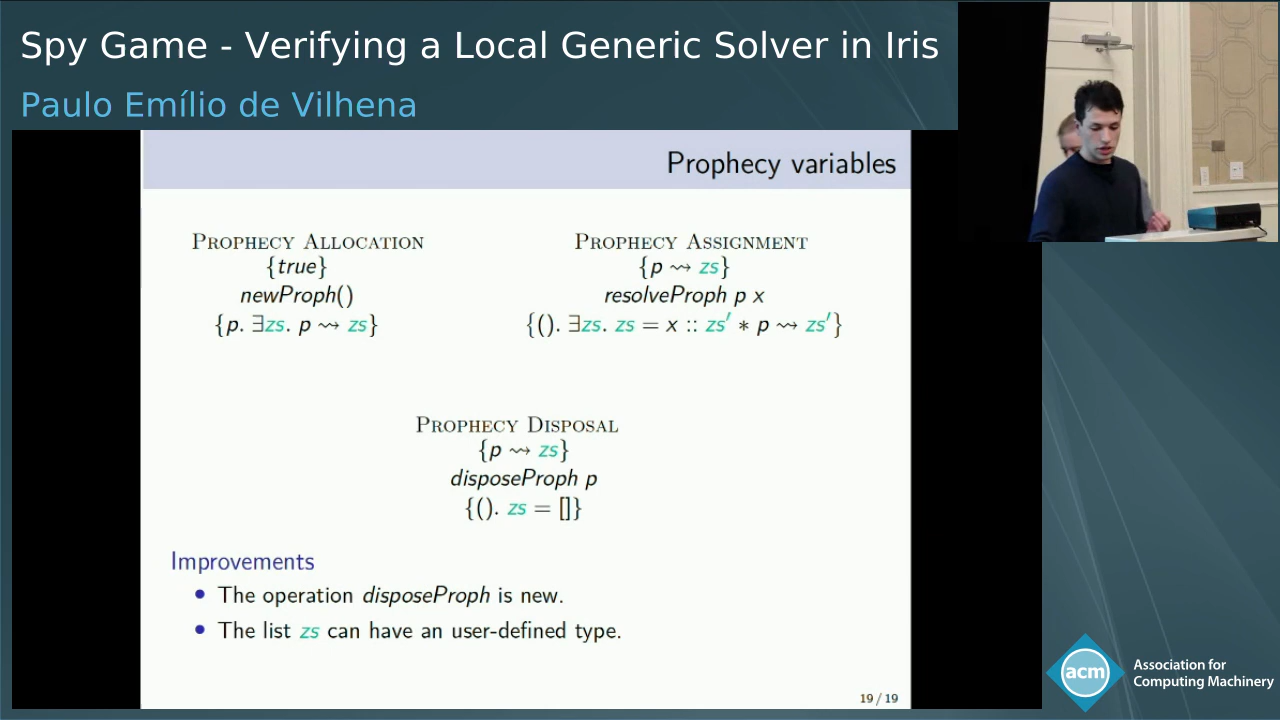 Spy Game - Verifying a Local Generic Solver in Iris
Paulo Emílio de Vilhena
Prophecy variables
PROPHECY ALLOCATION
{true}
newProph()
{p. ∃zs. p ⇝ zs}
PROPHECY ASSIGNMENT
{p ⇝ zs}
resolveProph p x
{(). ∃zs. zs = x :: zs′ * p ⇝ zs′}
PROPHECY DISPOSAL
{p ⇝ zs}
disposeProph p
{(). zs = []}
Improvements
• The operation disposeProph is new.
• The list zs can have an user-defined type.
19 / 19
acm
Association for
Computing Machinery